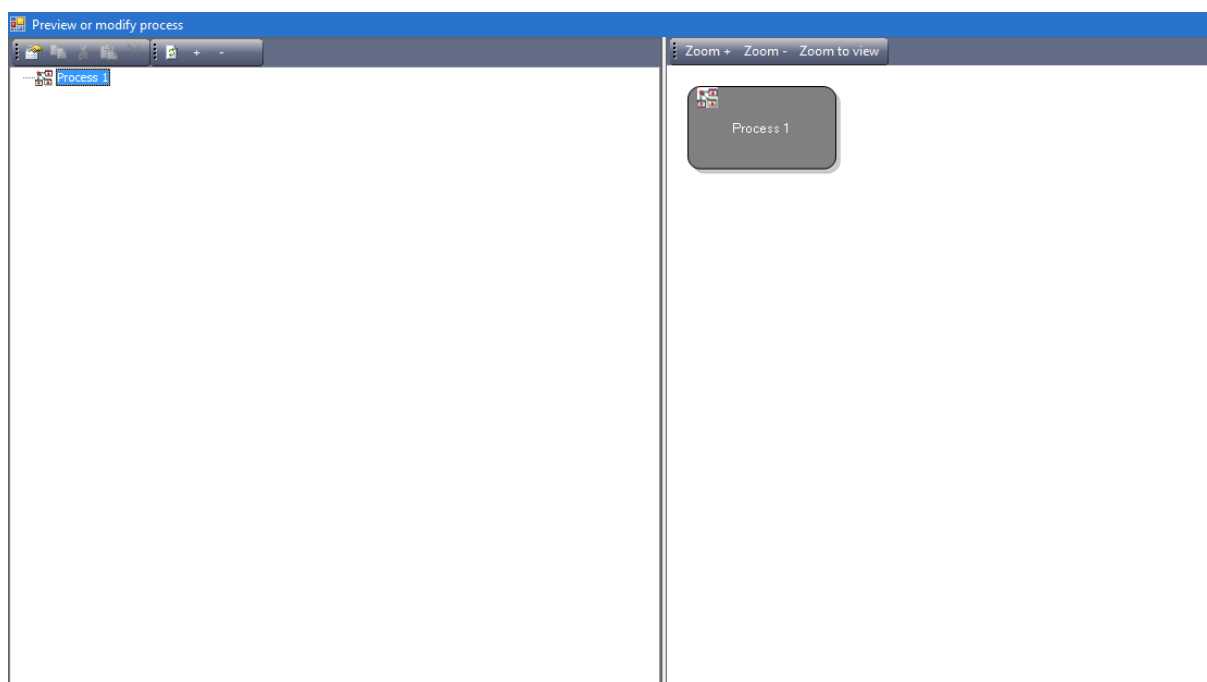 Preview or modify process
+ -
Zoom + Zoom - Zoom to view
Process 1
Process 1